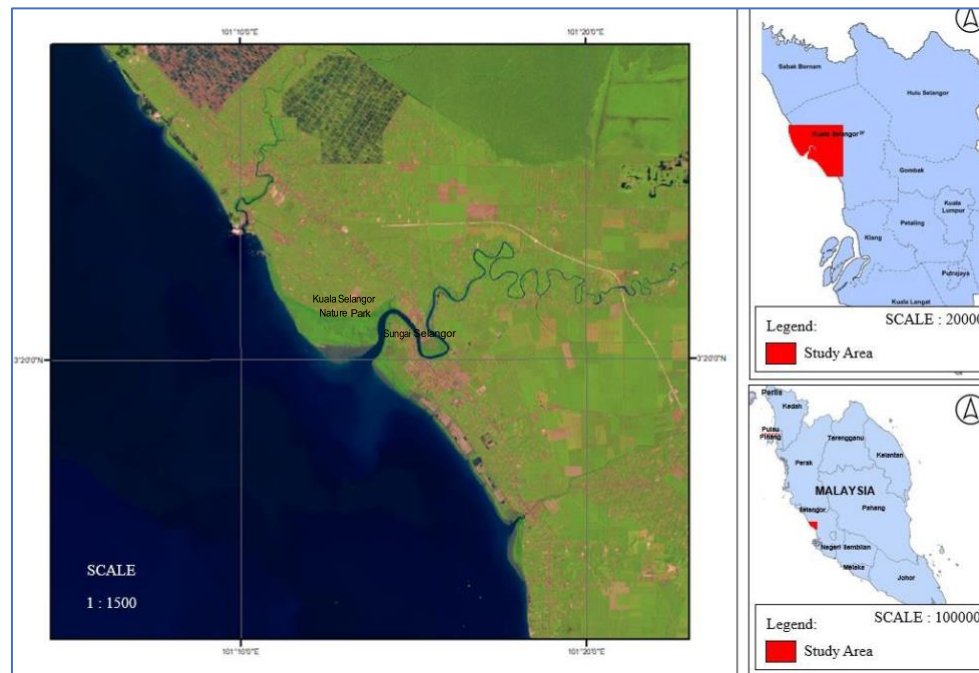 101°10'0"E
101°20'0"E
Kuala Selangor
Nature Park
Sungai Selangor
3°20'0"N
3°20'0"N
SCALE
1 : 1500
101°10'0"E
101°20'0"E
Sabak Bernam
Hulu Selangor
Kuala Selangor
Gombak
Kuala
Lumpur
Petaling
Klang
Putrajaya
Kuala Langat
Legend:
SCALE : 20000
Study Area
Perlis
Kedah
Pulau
Pinang
Terengganu
Kelantan
Perak
MALAYSIA
Pahang
Selangor
Negeri Sembilan
Melaka
Johor
Legend:
SCALE : 100000
Study Area